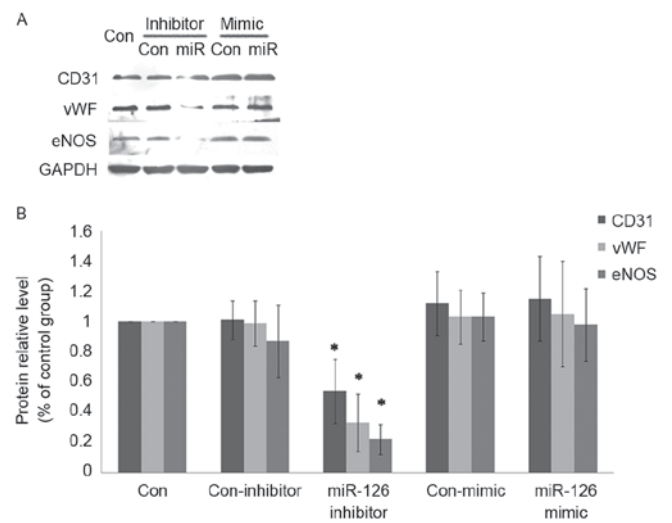 A
Inhibitor Mimic
Con Con miR Con miR
CD31
vWF
eNOS
GAPDH
B
CD31
vWF
eNOS
Protein relative level
(% of control group)
1.6
1.4
1.2
1
0.8
0.6
0.4
0.2
0
* * *
Con Con-inhibitor miR-126 inhibitor Con-mimic miR-126 mimic